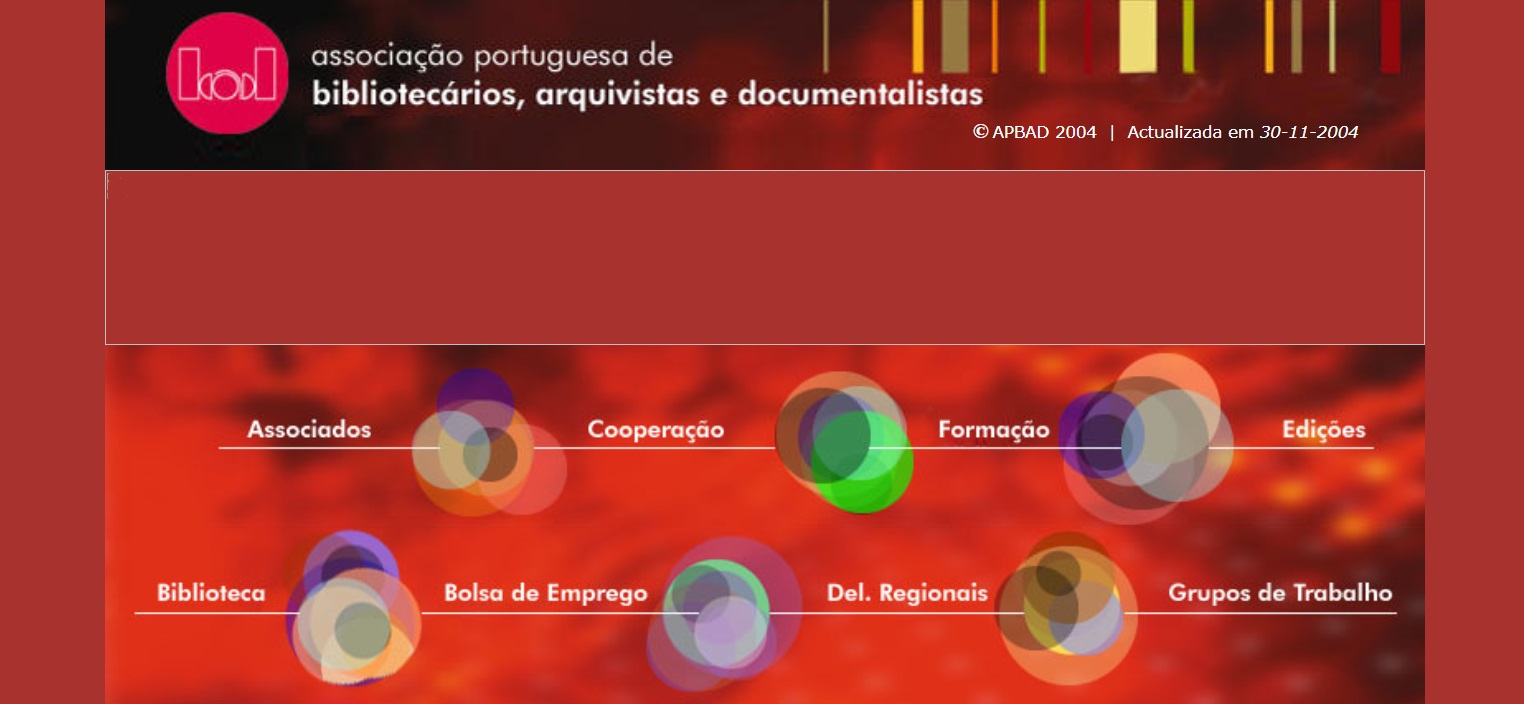 bad
associação portuguesa de
bibliotecários, arquivistas e documentalistas
© APBAD 2004 | Actualizada em 30-11-2004
Associados Cooperação Formação Edições
Biblioteca Bolsa de Emprego Del. Regionais Grupos de Trabalho